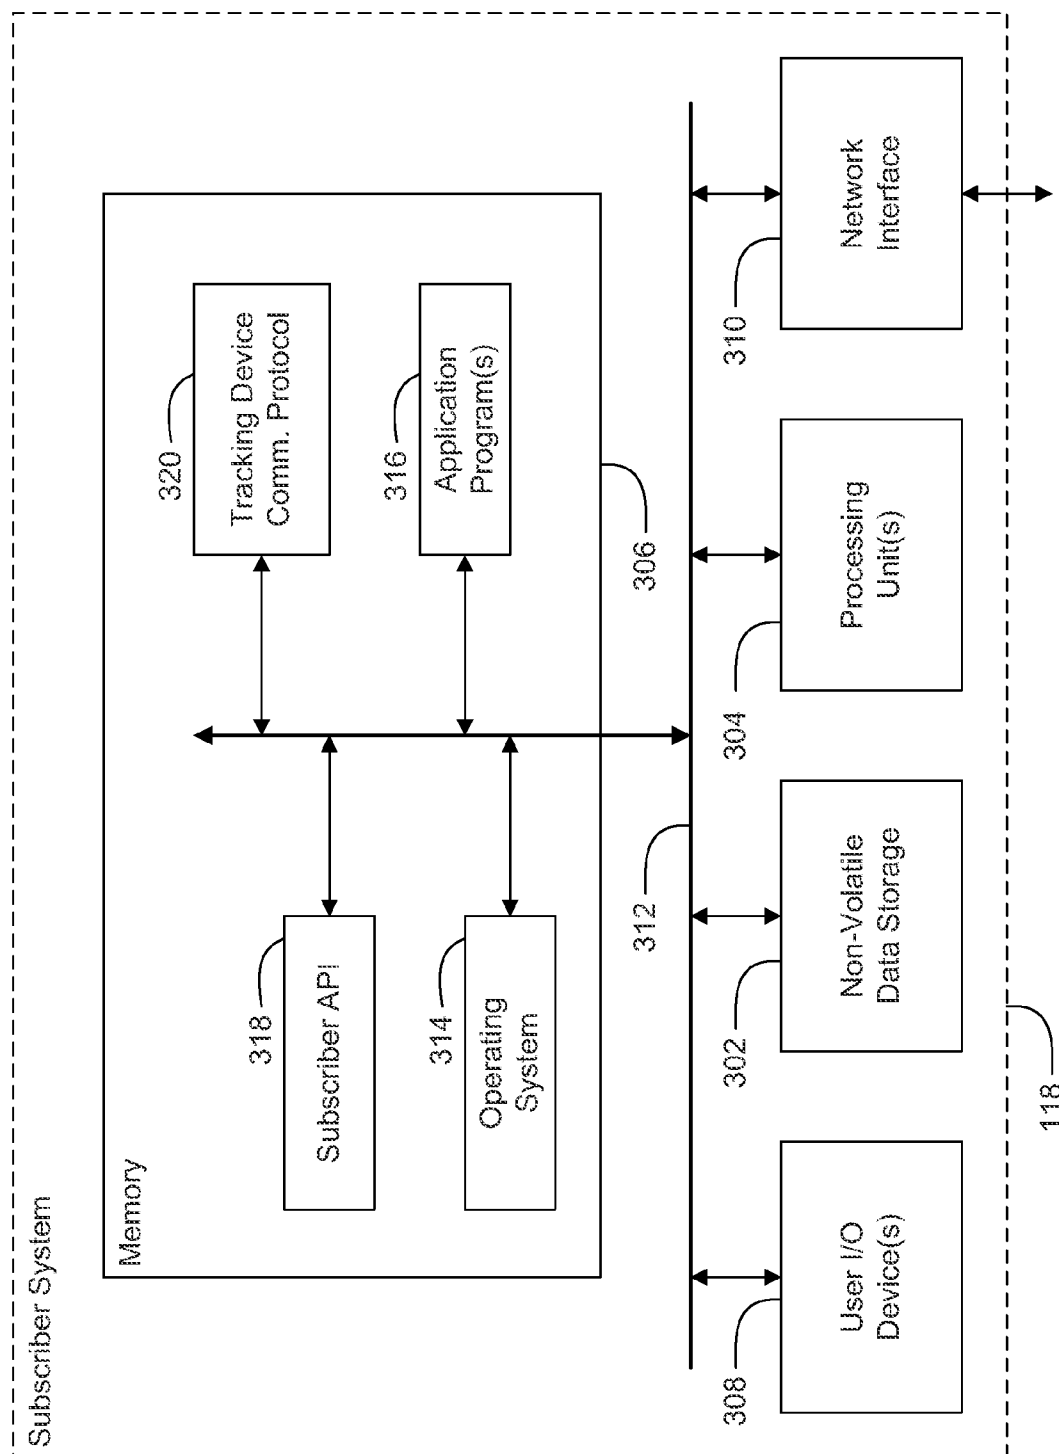 Subscriber System
Memory
318
Subscriber API
320
Tracking Device
Comm. Protocol
314
Operating
System
316
Application
Program(s)
306
312
308
User I/O
Device(s)
302
Non-Volatile
Data Storage
304
Processing
Unit(s)
310
Network
Interface
118